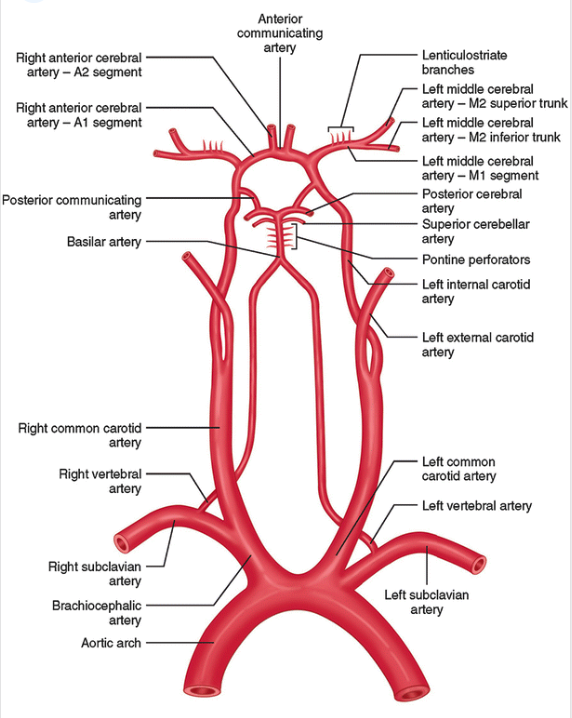 Anterior
communicating
artery
Right anterior cerebral
artery – A2 segment
Right anterior cerebral
artery – A1 segment
Posterior communicating
artery
Basilar artery
Right common carotid
artery
Right vertebral
artery
Right subclavian
artery
Brachiocephalic
artery
Aortic arch
Lenticulostriate
branches
Left middle cerebral
artery – M2 superior trunk
Left middle cerebral
artery – M2 inferior trunk
Left middle cerebral
artery – M1 segment
Posterior cerebral
artery
Superior cerebellar
artery
Pontine perforators
Left internal carotid
artery
Left external carotid
artery
Left common
carotid artery
Left vertebral artery
Left subclavian
artery